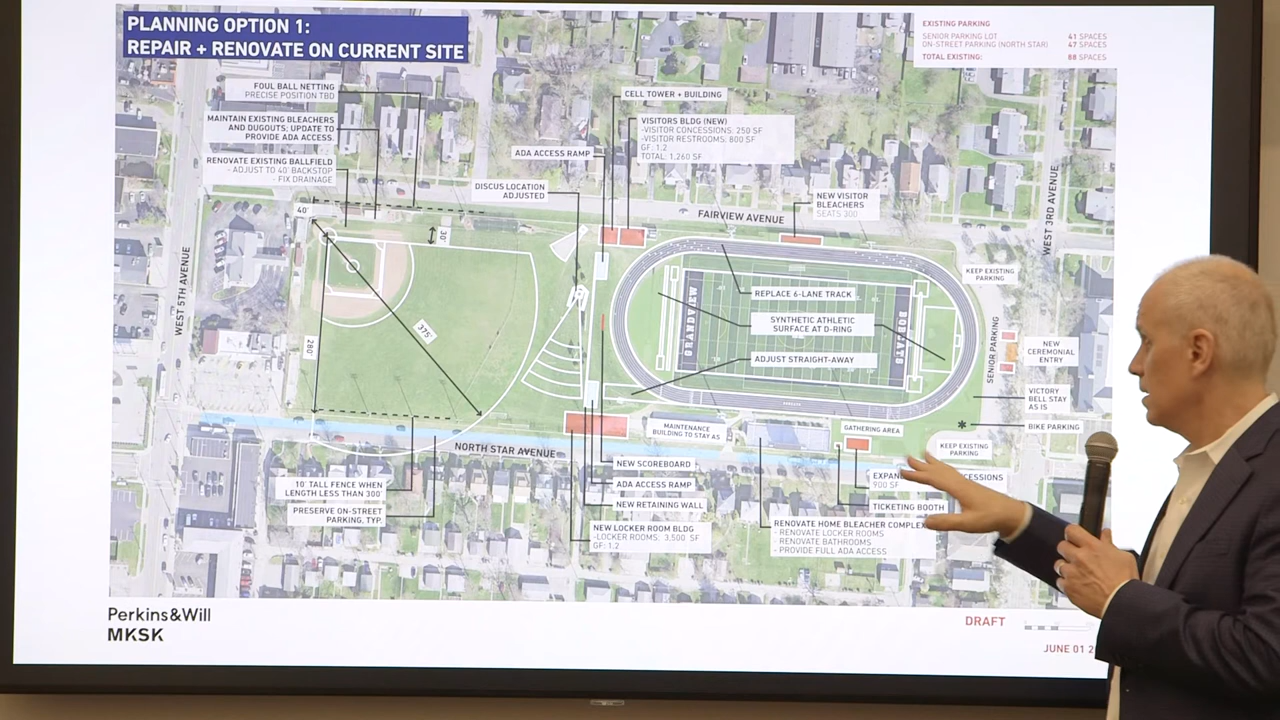 PLANNING OPTION 1:
REPAIR + RENOVATE ON CURRENT SITE
EXISTING PARKING
SENIOR PARKING LOT 41 SPACES
ON-STREET PARKING (NORTH STAR) 47 SPACES
TOTAL EXISTING: 88 SPACES
FOUL BALL NETTING
PRECISE POSITION TBD
MAINTAIN EXISTING BLEACHERS
AND DUGOUTS; UPDATE TO
PROVIDE ADA ACCESS.
RENOVATE EXISTING BALLFIELD
- ADJUST TO 40' BACKSTOP
- FIX DRAINAGE
CELL TOWER + BUILDING
VISITORS BLDG (NEW)
-VISITOR CONCESSIONS: 250 SF
-VISITOR RESTROOMS: 800 SF
GF: 1.2
TOTAL: 1,260 SF
ADA ACCESS RAMP
DISCUS LOCATION
ADJUSTED
NEW VISITOR
BLEACHERS
SEATS 300
FAIRVIEW AVENUE
WEST 3RD AVENUE
WEST 5TH AVENUE
40'
30'
375'
280'
KEEP EXISTING
PARKING
REPLACE 6-LANE TRACK
SYNTHETIC ATHLETIC
SURFACE AT D-RING
ADJUST STRAIGHT-AWAY
GRANDVIEW
BOBCATS
SENIOR PARKING
NEW
CEREMONIAL
ENTRY
VICTORY
BELL STAY
AS IS
BIKE PARKING
KEEP EXISTING
PARKING
GATHERING AREA
MAINTENANCE
BUILDING TO STAY AS
NORTH STAR AVENUE
10' TALL FENCE WHEN
LENGTH LESS THAN 300'
PRESERVE ON-STREET
PARKING, TYP.
NEW SCOREBOARD
ADA ACCESS RAMP
NEW RETAINING WALL
NEW LOCKER ROOM BLDG
-LOCKER ROOMS: 3,500 SF
GF: 1.2
900 SF
TICKETING BOOTH
RENOVATE HOME BLEACHER COMPLEX
- RENOVATE LOCKER ROOMS
- RENOVATE BATHROOMS
- PROVIDE FULL ADA ACCESS
Perkins&Will
MKSK
DRAFT
JUNE 01